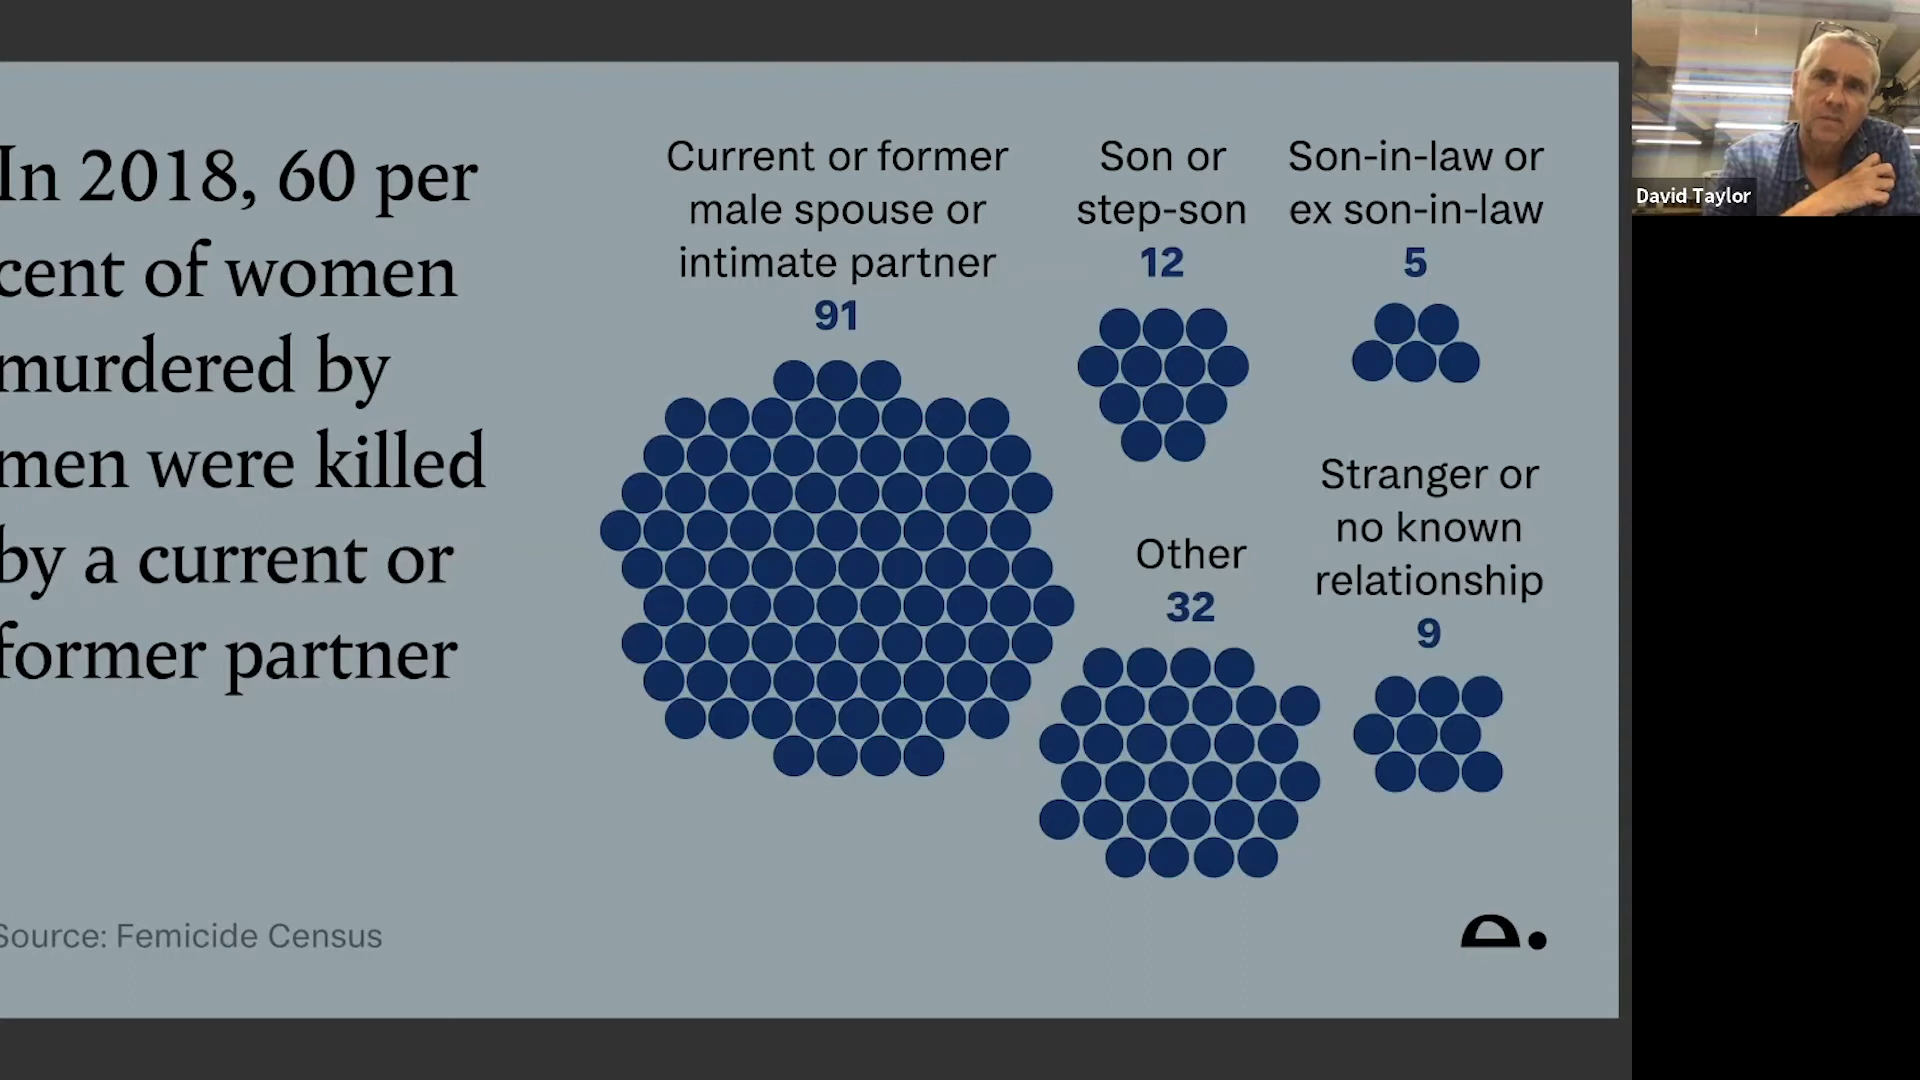 In 2018, 60 per
cent of women
murdered by
men were killed
by a current or
former partner
Current or former
male spouse or
intimate partner
91
Son or
step-son
12
Son-in-law or
ex son-in-law
5
Other
32
Stranger or
no known
relationship
9
Source: Femicide Census
David Taylor